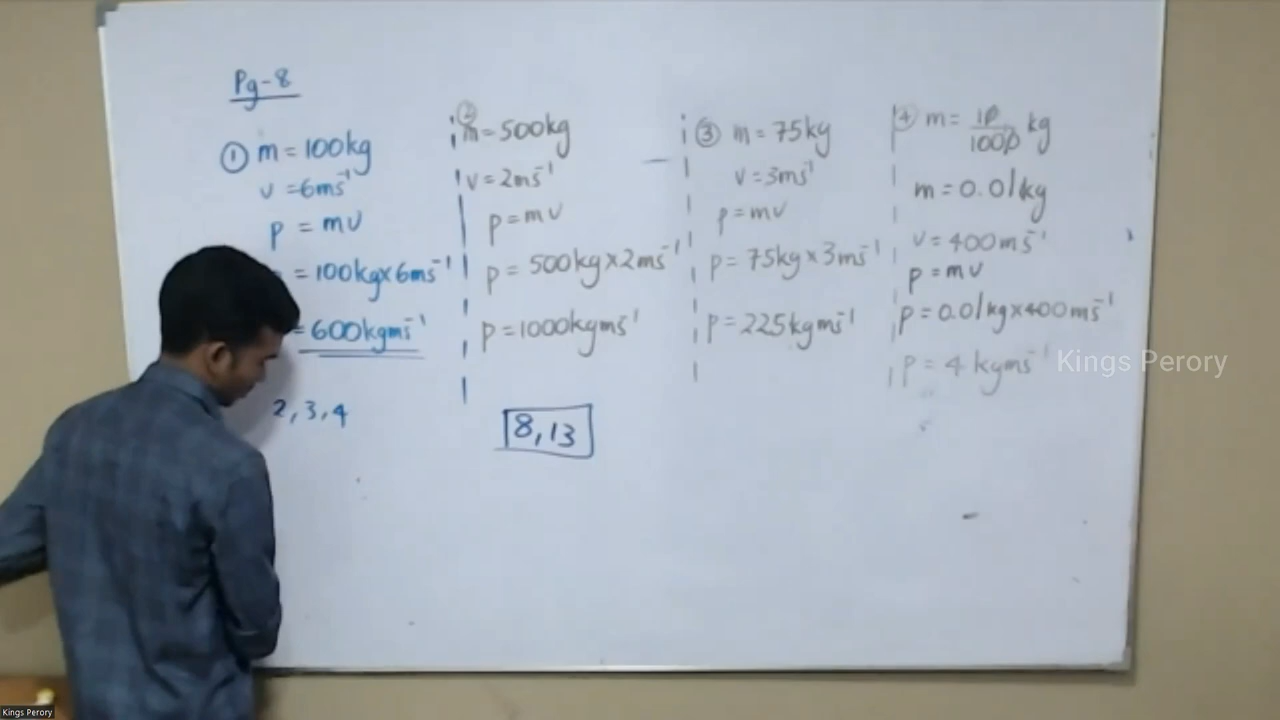 Pg-8
① m = 100kg
v = 6ms⁻¹
p = mv
= 100kg×6ms⁻¹
= 600kgms⁻¹
2, 3, 4
② m = 500kg
v = 2ms⁻¹
p = mv
p = 500kg×2ms⁻¹
p = 1000kgms⁻¹
8, 13
③ m = 75kg
v = 3ms⁻¹
p = mv
p = 75kg×3ms⁻¹
p = 225kgms⁻¹
④ m = 10/1000 kg
m = 0.01kg
v = 400ms⁻¹
p = mv
p = 0.01kg×400ms⁻¹
p = 4 kgms⁻¹
Kings Perory
Kings Perory